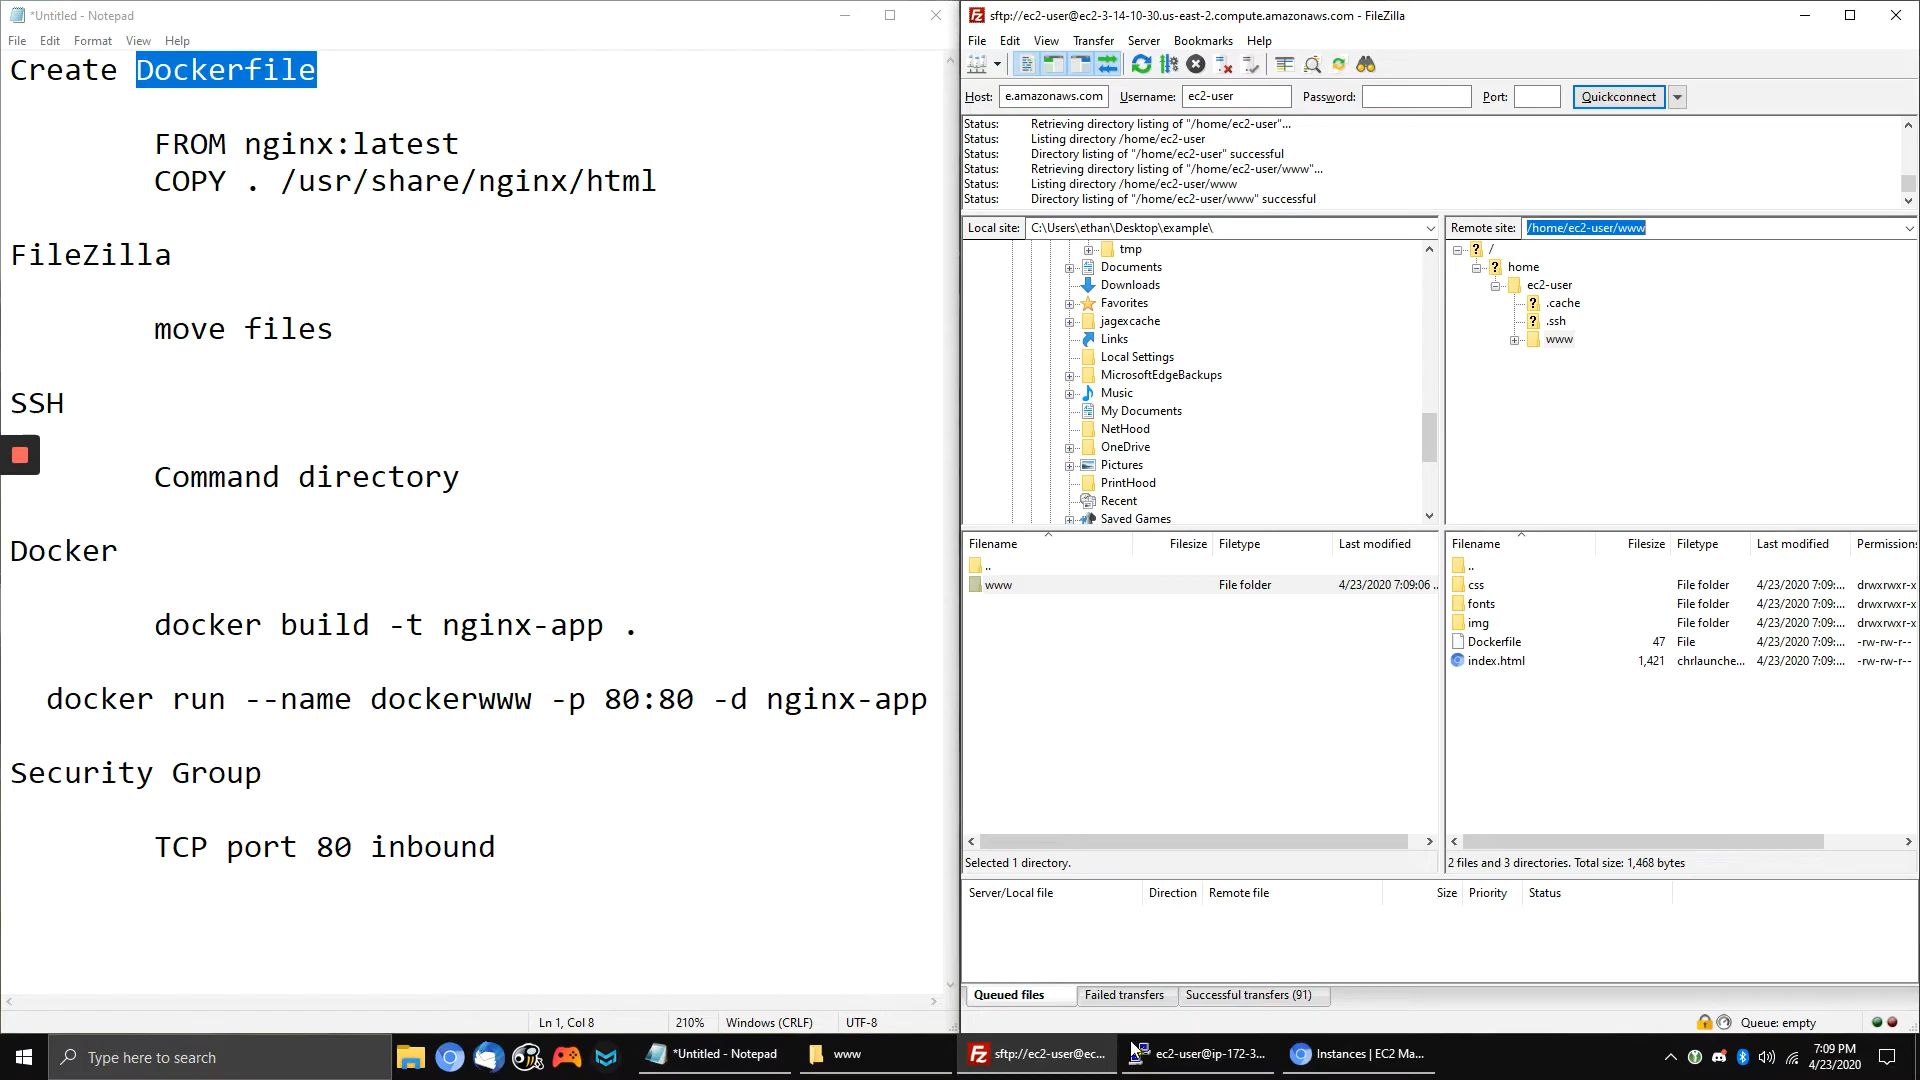 *Untitled - Notepad
File Edit Format View Help
Create Dockerfile
FROM nginx:latest
COPY . /usr/share/nginx/html
FileZilla
move files
SSH
Command directory
Docker
docker build -t nginx-app .
docker run --name dockerwww -p 80:80 -d nginx-app
Security Group
TCP port 80 inbound
Ln 1, Col 8 210% Windows (CRLF) UTF-8
sftp://ec2-user@ec2-3-14-10-30.us-east-2.compute.amazonaws.com - FileZilla
File Edit View Transfer Server Bookmarks Help
Host: e.amazonaws.com Username: ec2-user Password: Port: Quickconnect
Status: Retrieving directory listing of "/home/ec2-user"...
Status: Listing directory /home/ec2-user
Status: Directory listing of "/home/ec2-user" successful
Status: Retrieving directory listing of "/home/ec2-user/www"...
Status: Listing directory /home/ec2-user/www
Status: Directory listing of "/home/ec2-user/www" successful
Local site: C:\Users\ethan\Desktop\example\
tmp
Documents
Downloads
Favorites
jagexcache
Links
Local Settings
MicrosoftEdgeBackups
Music
My Documents
NetHood
OneDrive
Pictures
PrintHood
Recent
Saved Games
Remote site: /home/ec2-user/www
/
home
ec2-user
.cache
.ssh
www
Filename Filesize Filetype Last modified
..
www File folder 4/23/2020 7:09:06 ..
Selected 1 directory.
Filename Filesize Filetype Last modified Permissions
..
css File folder 4/23/2020 7:09:... drwxrwxr-x
fonts File folder 4/23/2020 7:09:... drwxrwxr-x
img File folder 4/23/2020 7:09:... drwxrwxr-x
Dockerfile 47 File 4/23/2020 7:09:... -rw-rw-r--
index.html 1,421 chrlaunche... 4/23/2020 7:09:... -rw-rw-r--
2 files and 3 directories. Total size: 1,468 bytes
Server/Local file Direction Remote file Size Priority Status
Queued files Failed transfers Successful transfers (91)
Queue: empty
Type here to search
*Untitled - Notepad
www
sftp://ec2-user@ec...
ec2-user@ip-172-3...
Instances | EC2 Ma...
7:09 PM
4/23/2020